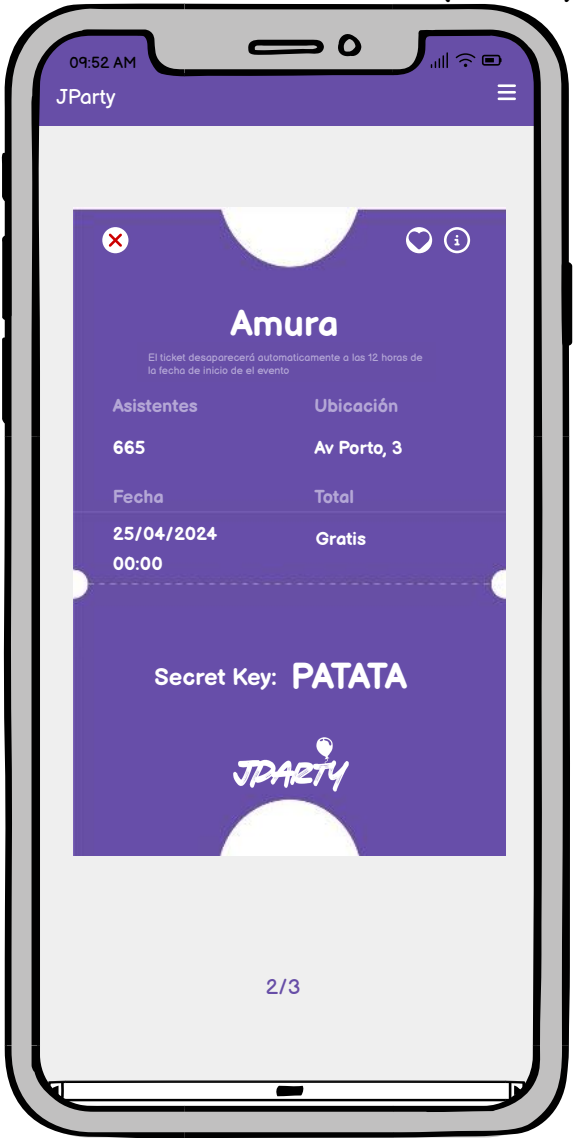 09:52 AM
JParty
Amura
El ticket desaparecerá automaticamente a las 12 horas de
la fecha de inicio de el evento
Asistentes Ubicación
665 Av Porto, 3
Fecha Total
25/04/2024 Gratis
00:00
Secret Key: PATATA
JPARTY
2/3